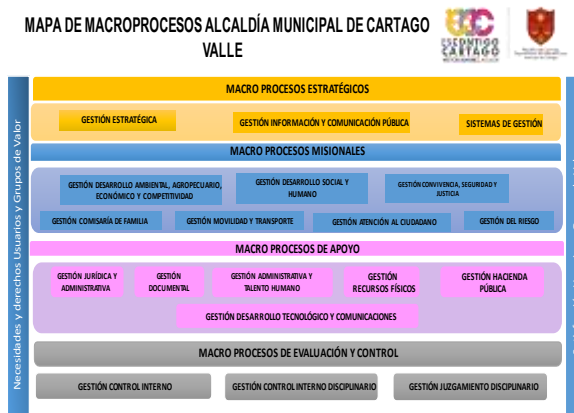 MAPA DE MACROPROCESOS ALCALDÍA MUNICIPAL DE CARTAGO
VALLE
ESCONTIGO
CARTAGO
Necesidades y derechos Usuarios y Grupos de Valor
MACRO PROCESOS ESTRATÉGICOS
GESTIÓN ESTRATÉGICA
GESTIÓN INFORMACIÓN Y COMUNICACIÓN PÚBLICA
SISTEMAS DE GESTIÓN
MACRO PROCESOS MISIONALES
GESTIÓN DESARROLLO AMBIENTAL, AGROPECUARIO,
ECONÓMICO Y COMPETITIVIDAD
GESTIÓN DESARROLLO SOCIAL Y
HUMANO
GESTIÓN CONVIVENCIA, SEGURIDAD Y
JUSTICIA
GESTIÓN COMISARÍA DE FAMILIA
GESTIÓN MOVILIDAD Y TRANSPORTE
GESTIÓN ATENCIÓN AL CIUDADANO
GESTIÓN DEL RIESGO
MACRO PROCESOS DE APOYO
GESTIÓN JURÍDICA Y
ADMINISTRATIVA
GESTIÓN
DOCUMENTAL
GESTIÓN ADMINISTRATIVA Y
TALENTO HUMANO
GESTIÓN
RECURSOS FÍSICOS
GESTIÓN HACIENDA
PÚBLICA
GESTIÓN DESARROLLO TECNOLÓGICO Y COMUNICACIONES
MACRO PROCESOS DE EVALUACIÓN Y CONTROL
GESTIÓN CONTROL INTERNO
GESTIÓN CONTROL INTERNO DISCIPLINARIO
GESTIÓN JUZGAMIENTO DISCIPLINARIO